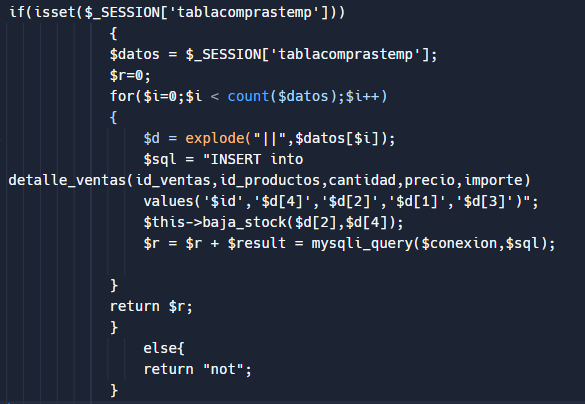 if(isset($_SESSION['tablacomprastemp']))
{
$datos = $_SESSION['tablacomprastemp'];
$r=0;
for($i=0;$i < count($datos);$i++)
{
$d = explode("||",$datos[$i]);
$sql = "INSERT into
detalle_ventas(id_ventas,id_productos,cantidad,precio,importe)
values('$id','$d[4]','$d[2]','$d[1]','$d[3]')";
$this->baja_stock($d[2],$d[4]);
$r = $r + $result = mysqli_query($conexion,$sql);
}
return $r;
}
else{
return "not";
}